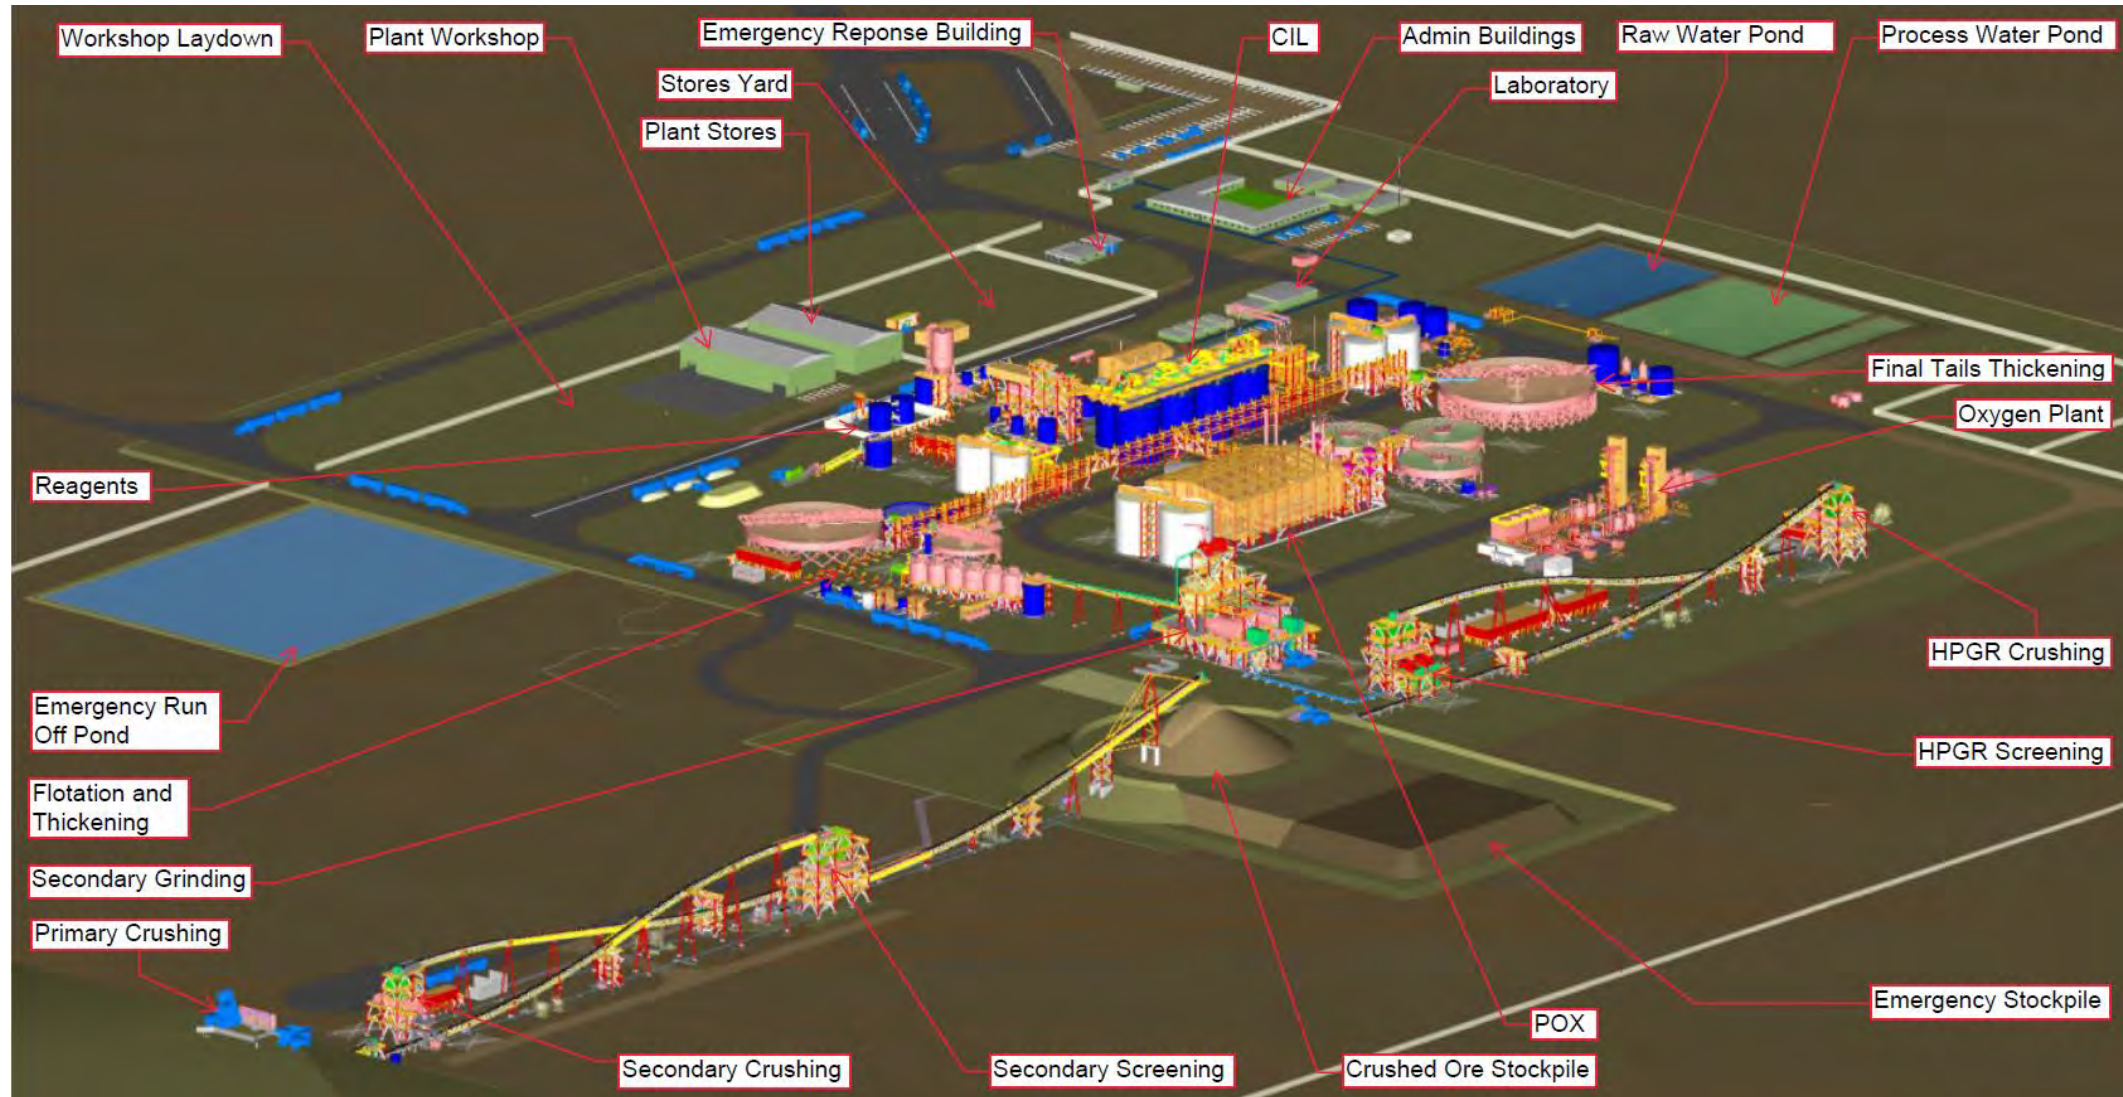 Workshop Laydown
Plant Workshop
Emergency Reponse Building
CIL
Admin Buildings
Raw Water Pond
Process Water Pond
Stores Yard
Laboratory
Plant Stores
Final Tails Thickening
Oxygen Plant
Reagents
HPGR Crushing
Emergency Run
Off Pond
HPGR Screening
Flotation and
Thickening
Secondary Grinding
Primary Crushing
Emergency Stockpile
POX
Secondary Crushing
Secondary Screening
Crushed Ore Stockpile